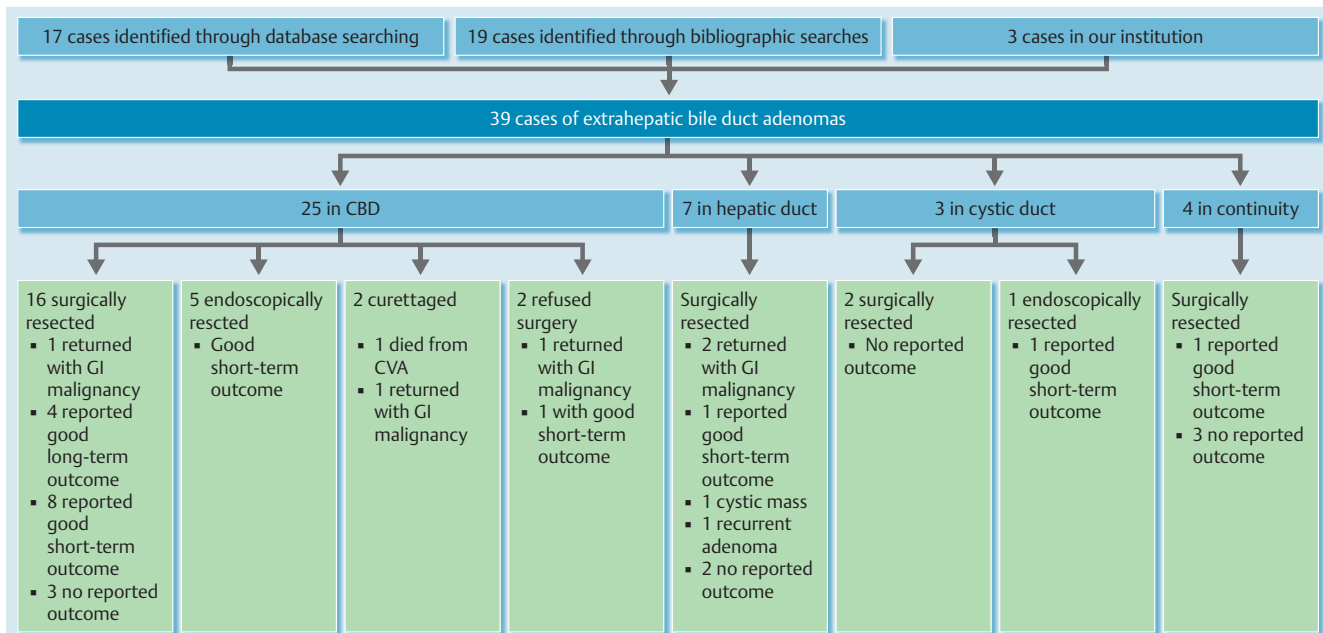 17 cases identified through database searching
19 cases identified through bibliographic searches
3 cases in our institution
39 cases of extrahepatic bile duct adenomas
25 in CBD
7 in hepatic duct
3 in cystic duct
4 in continuity
16 surgically
resected
▪ 1 returned
with GI
malignancy
▪ 4 reported
good
long-term
outcome
▪ 8 reported
good
short-term
outcome
▪ 3 no reported
outcome
5 endoscopically
rescted
▪ Good
short-term
outcome
2 curettaged
▪ 1 died from
CVA
▪ 1 returned
with GI
malignancy
2 refused
surgery
▪ 1 returned
with GI
malignancy
▪ 1 with good
short-term
outcome
Surgically
resected
▪ 2 returned
with GI
malignancy
▪ 1 reported
good
short-term
outcome
▪ 1 cystic mass
▪ 1 recurrent
adenoma
▪ 2 no reported
outcome
2 surgically
resected
▪ No reported
outcome
1 endoscopically
resected
▪ 1 reported
good
short-term
outcome
Surgically
resected
▪ 1 reported
good
short-term
outcome
▪ 3 no reported
outcome